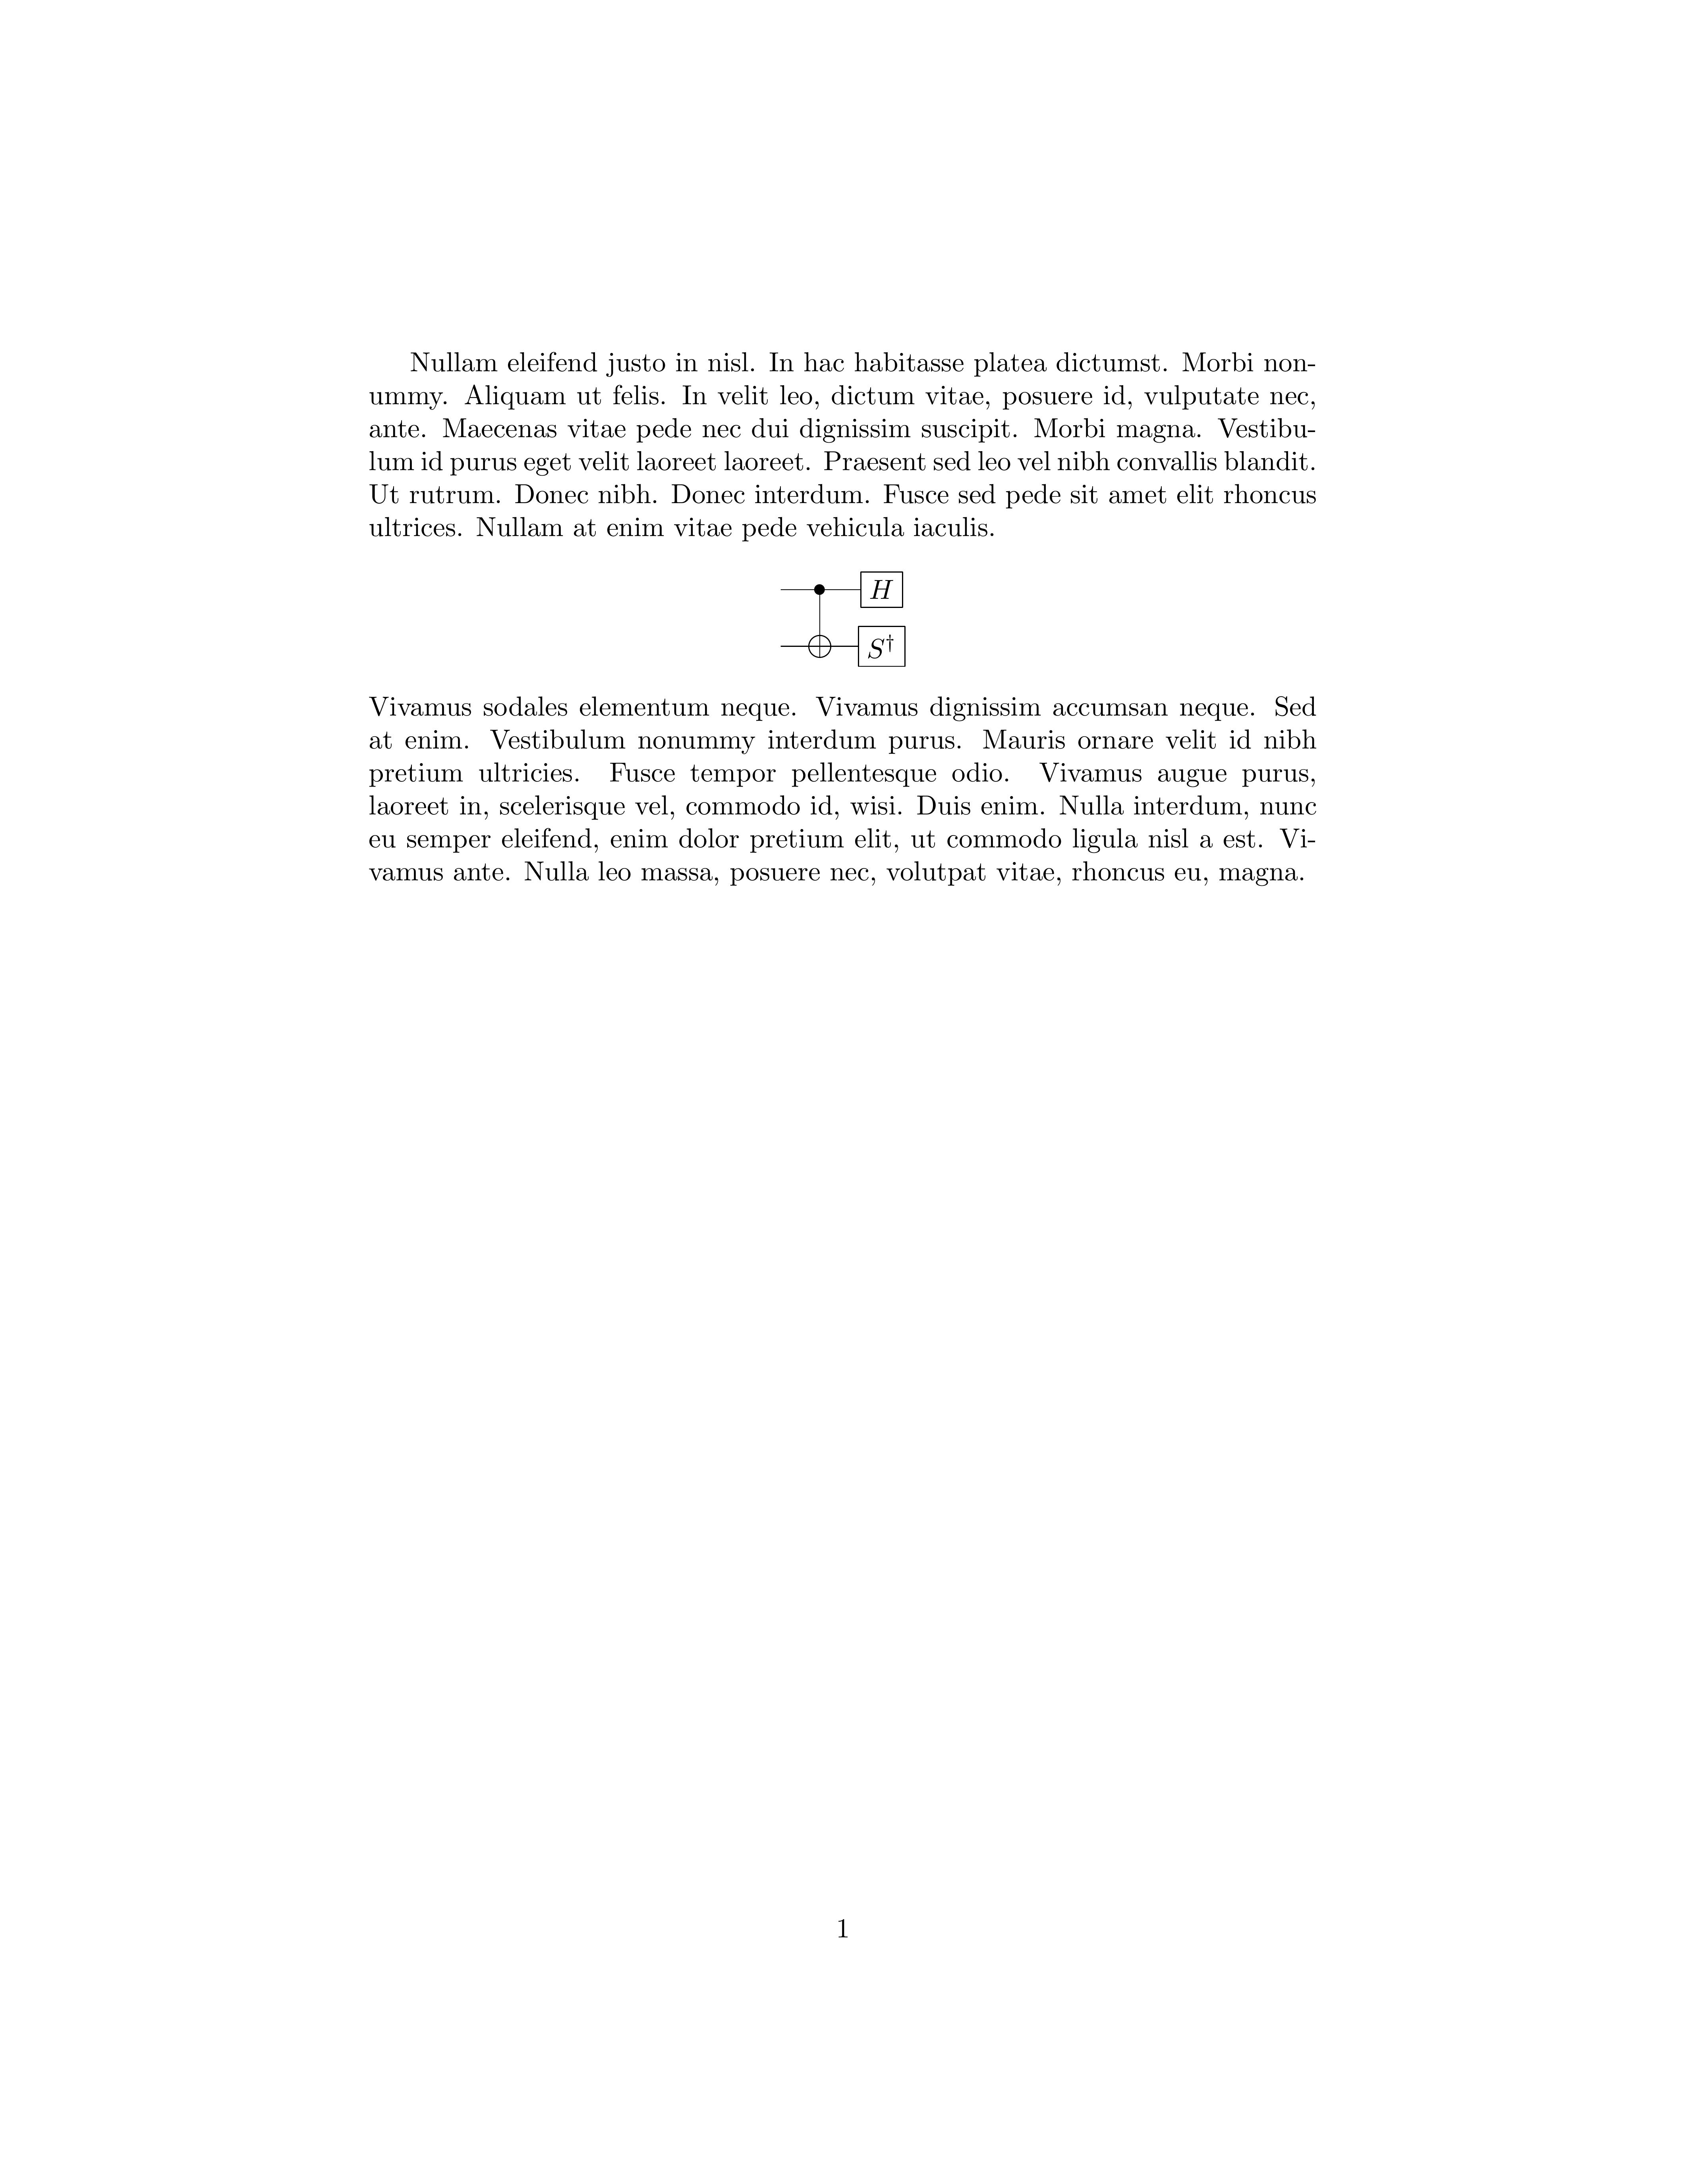 Nullam eleifend justo in nisl. In hac habitasse platea dictumst. Morbi non-
ummy. Aliquam ut felis. In velit leo, dictum vitae, posuere id, vulputate nec,
ante. Maecenas vitae pede nec dui dignissim suscipit. Morbi magna. Vestibu-
lum id purus eget velit laoreet laoreet. Praesent sed leo vel nibh convallis blandit.
Ut rutrum. Donec nibh. Donec interdum. Fusce sed pede sit amet elit rhoncus
ultrices. Nullam at enim vitae pede vehicula iaculis.
H
S†
Vivamus sodales elementum neque. Vivamus dignissim accumsan neque. Sed
at enim. Vestibulum nonummy interdum purus. Mauris ornare velit id nibh
pretium ultricies. Fusce tempor pellentesque odio. Vivamus augue purus,
laoreet in, scelerisque vel, commodo id, wisi. Duis enim. Nulla interdum, nunc
eu semper eleifend, enim dolor pretium elit, ut commodo ligula nisl a est. Vi-
vamus ante. Nulla leo massa, posuere nec, volutpat vitae, rhoncus eu, magna.
1